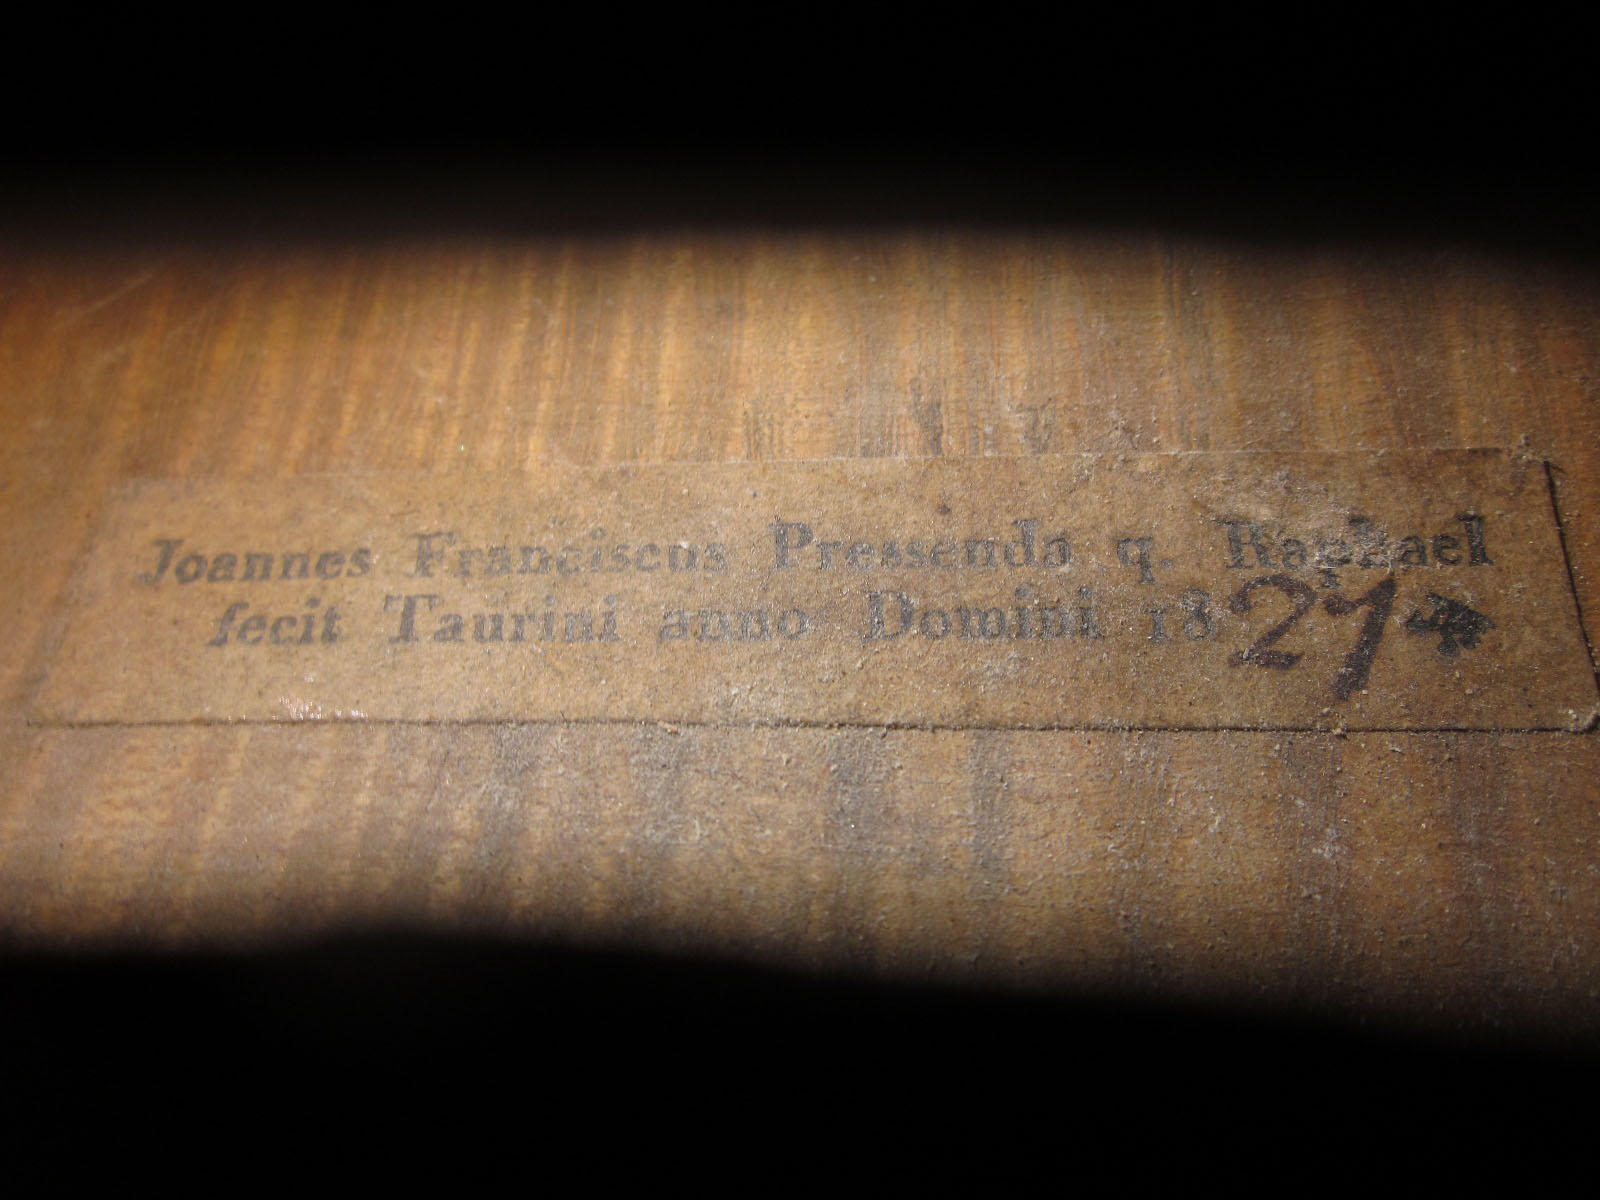 Joannes Franciscus Pressenda q. Raphael
fecit Taurini anno Domini 1827